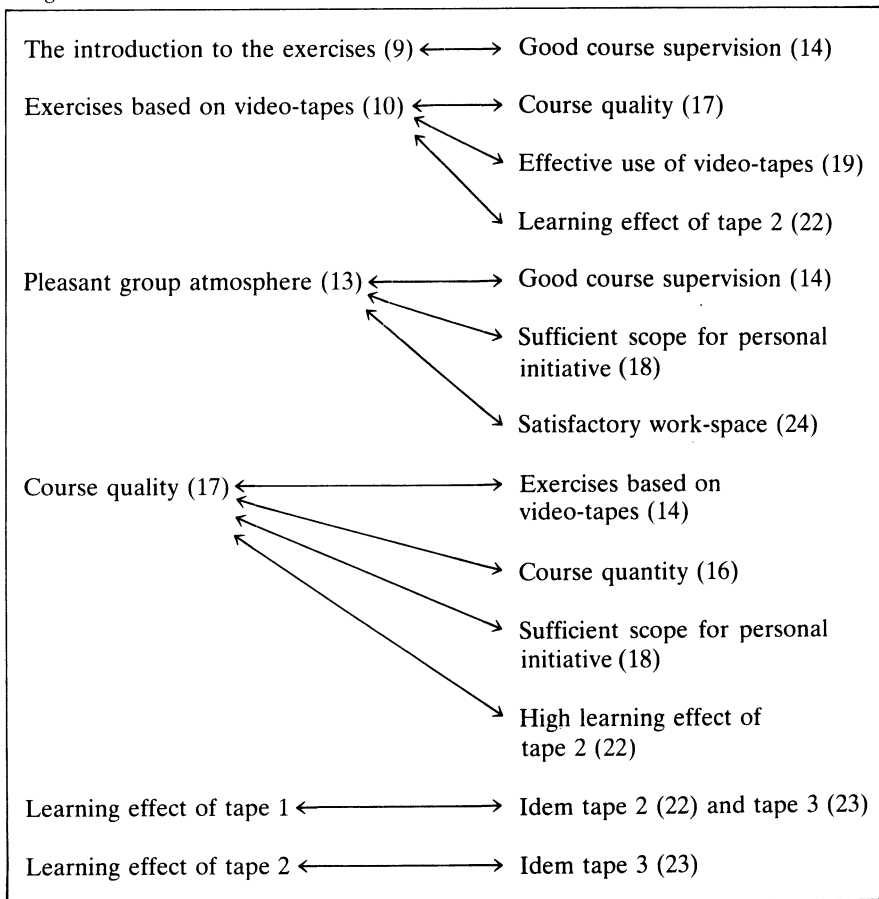 The introduction to the exercises (9) Good course supervision (14)
Exercises based on video-tapes (10) Course quality (17)
Effective use of video-tapes (19)
Learning effect of tape 2 (22)
Pleasant group atmosphere (13) Good course supervision (14)
Sufficient scope for personal
initiative (18)
Satisfactory work-space (24)
Course quality (17) Exercises based on
video-tapes (14)
Course quantity (16)
Sufficient scope for personal
initiative (18)
High learning effect of
tape 2 (22)
Learning effect of tape 1 Idem tape 2 (22) and tape 3 (23)
Learning effect of tape 2 Idem tape 3 (23)